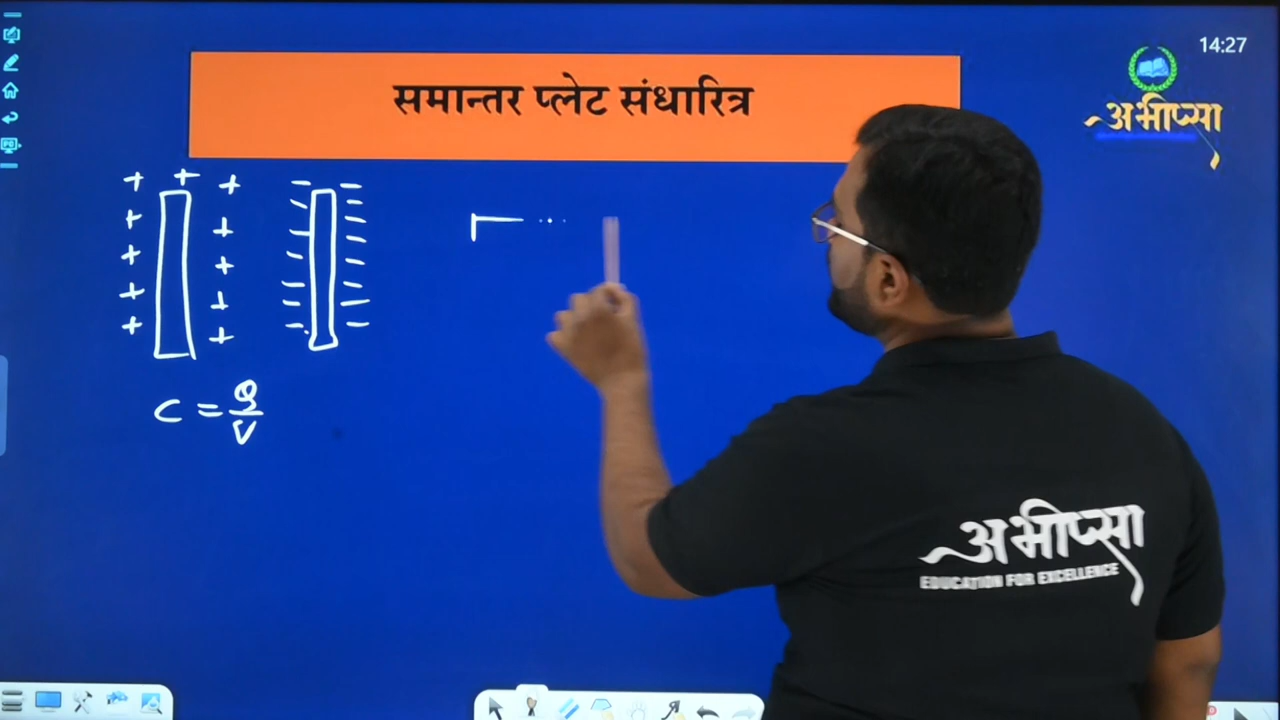 14:27
समान्तर प्लेट संधारित्र
अभीप्सा
+ + +
+ +
+ +
+ +
+ +
C = Q/V
अभीप्सा
EDUCATION FOR EXCELLENCE